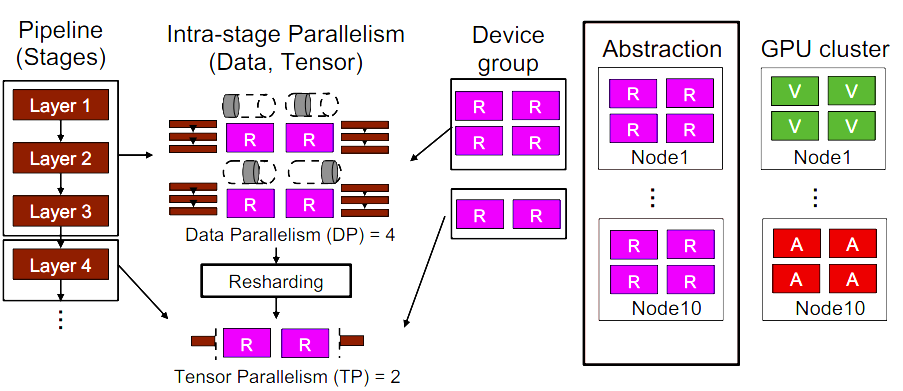 Pipeline
(Stages)
Layer 1
Layer 2
Layer 3
Layer 4
⋮
Intra-stage Parallelism
(Data, Tensor)
R R
R R
Data Parallelism (DP) = 4
Resharding
R R
Tensor Parallelism (TP) = 2
Device
group
R R
R R
R R
Abstraction
R R
R R
Node1
⋮
R R
R R
Node10
GPU cluster
V V
V V
Node1
⋮
A A
A A
Node10